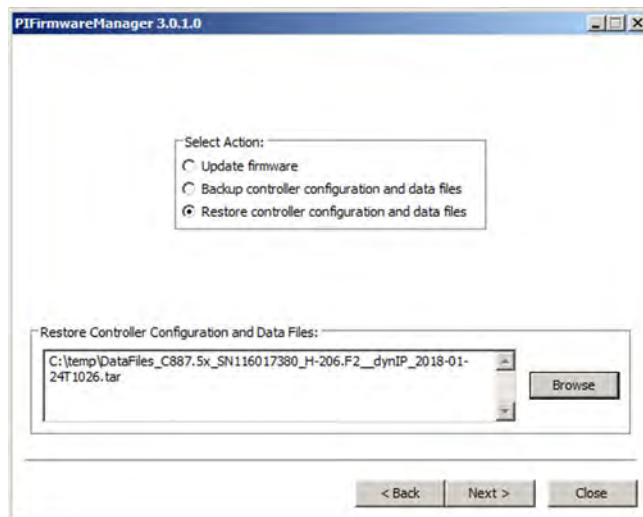 PIFirmwareManager 3.0.1.0
Select Action:
Update firmware
Backup controller configuration and data files
Restore controller configuration and data files
Restore Controller Configuration and Data Files:
C:\temp\DataFiles_C887.5x_SN116017380_H-206.F2__dynIP_2018-01-
24T1026.tar
Browse
< Back
Next >
Close